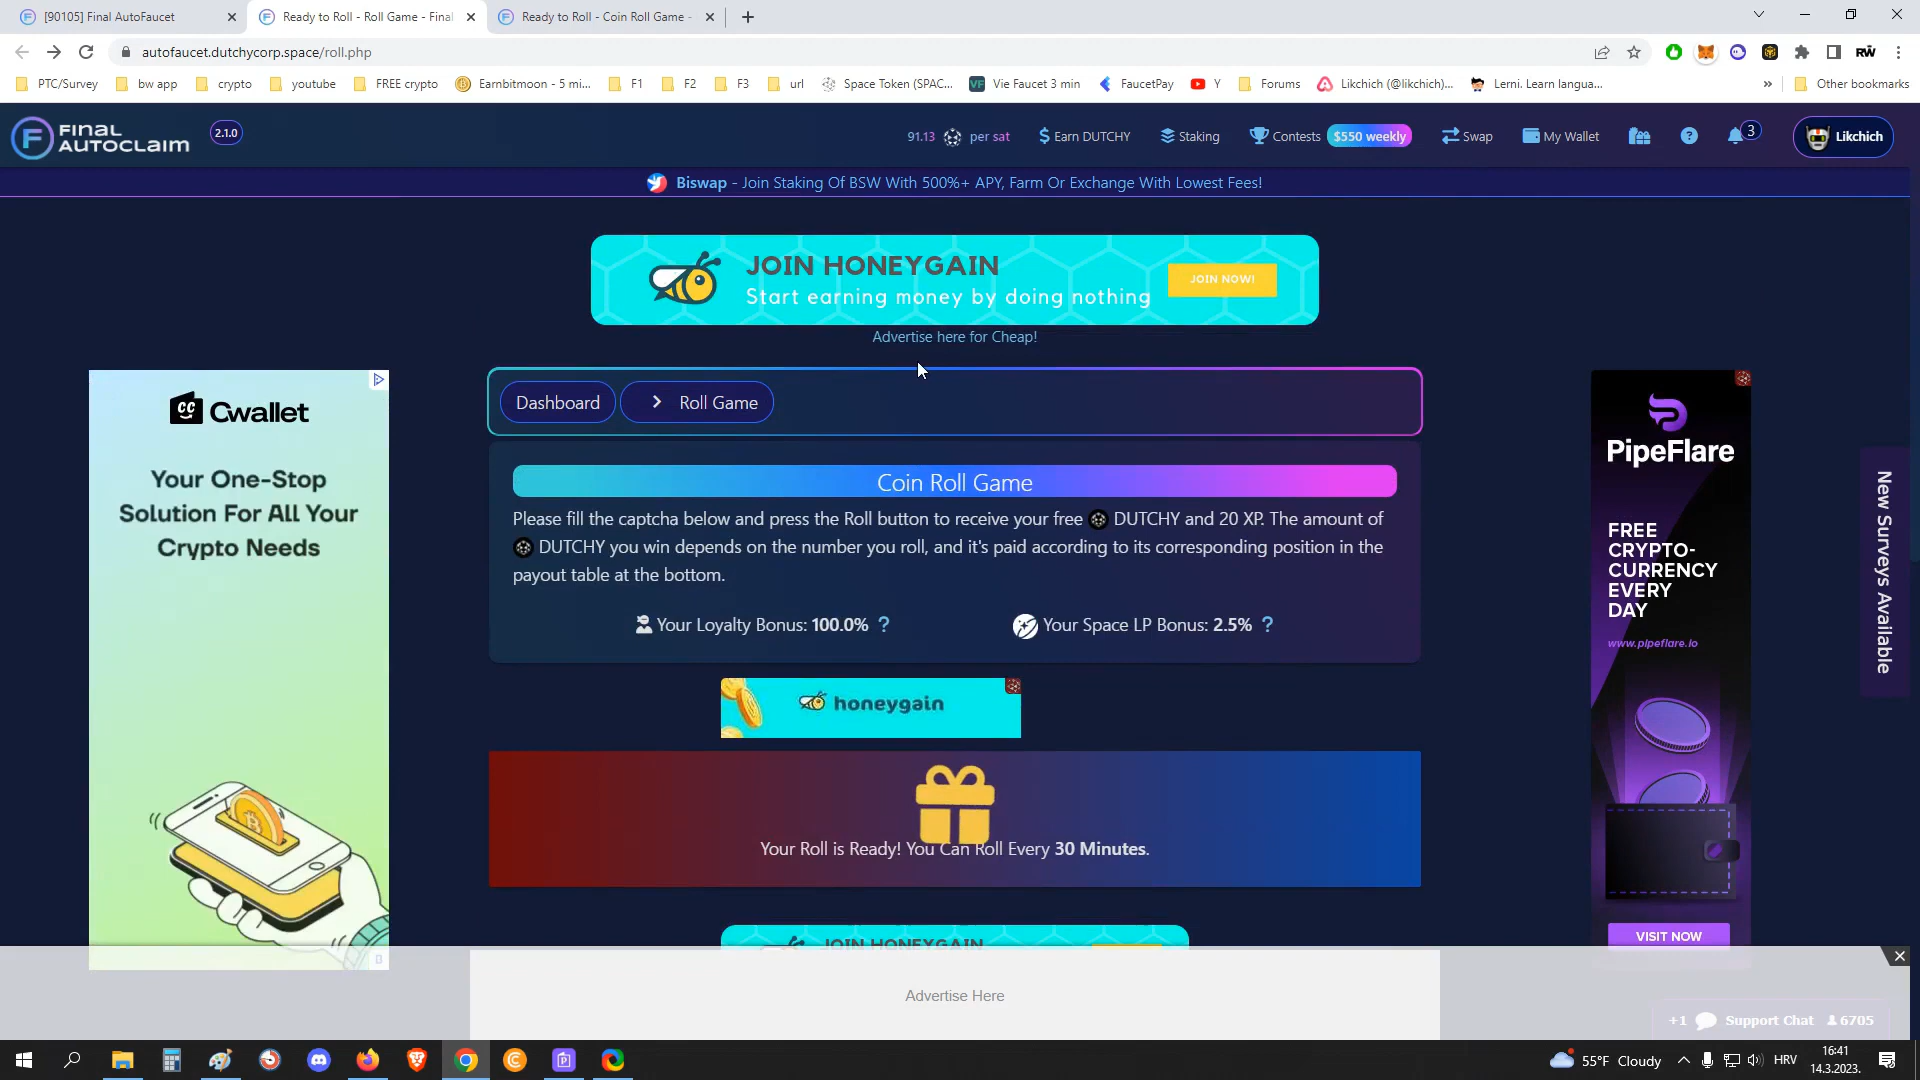 [90105] Final AutoFaucet
Ready to Roll - Roll Game - Final
Ready to Roll - Coin Roll Game -
autofaucet.dutchycorp.space/roll.php
PTC/Survey
bw app
crypto
youtube
FREE crypto
Earnbitmoon - 5 mi...
F1
F2
F3
url
Space Token (SPAC...
Vie Faucet 3 min
FaucetPay
Y
Forums
Likchich (@likchich)...
Lerni. Learn langua...
»
Other bookmarks
FINAL
AUTOCLAIM
2.1.0
91.13 per sat
Earn DUTCHY
Staking
Contests $550 weekly
Swap
My Wallet
3
Likchich
Biswap - Join Staking Of BSW With 500%+ APY, Farm Or Exchange With Lowest Fees!
JOIN HONEYGAIN
Start earning money by doing nothing
JOIN NOW!
Advertise here for Cheap!
Cwallet
Your One-Stop
Solution For All Your
Crypto Needs
Dashboard
Roll Game
Coin Roll Game
Please fill the captcha below and press the Roll button to receive your free DUTCHY and 20 XP. The amount of
DUTCHY you win depends on the number you roll, and it's paid according to its corresponding position in the
payout table at the bottom.
Your Loyalty Bonus: 100.0% ?
Your Space LP Bonus: 2.5% ?
honeygain
Your Roll is Ready! You Can Roll Every 30 Minutes.
JOIN HONEYGAIN
PipeFlare
FREE
CRYPTO-
CURRENCY
EVERY
DAY
www.pipeflare.io
VISIT NOW
New Surveys Available
Advertise Here
+1 Support Chat 6705
55°F Cloudy
HRV
16:41
14.3.2023.